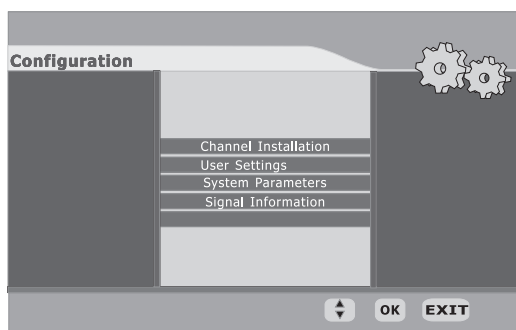 Configuration
Channel Installation
User Settings
System Parameters
Signal Information
OK EXIT